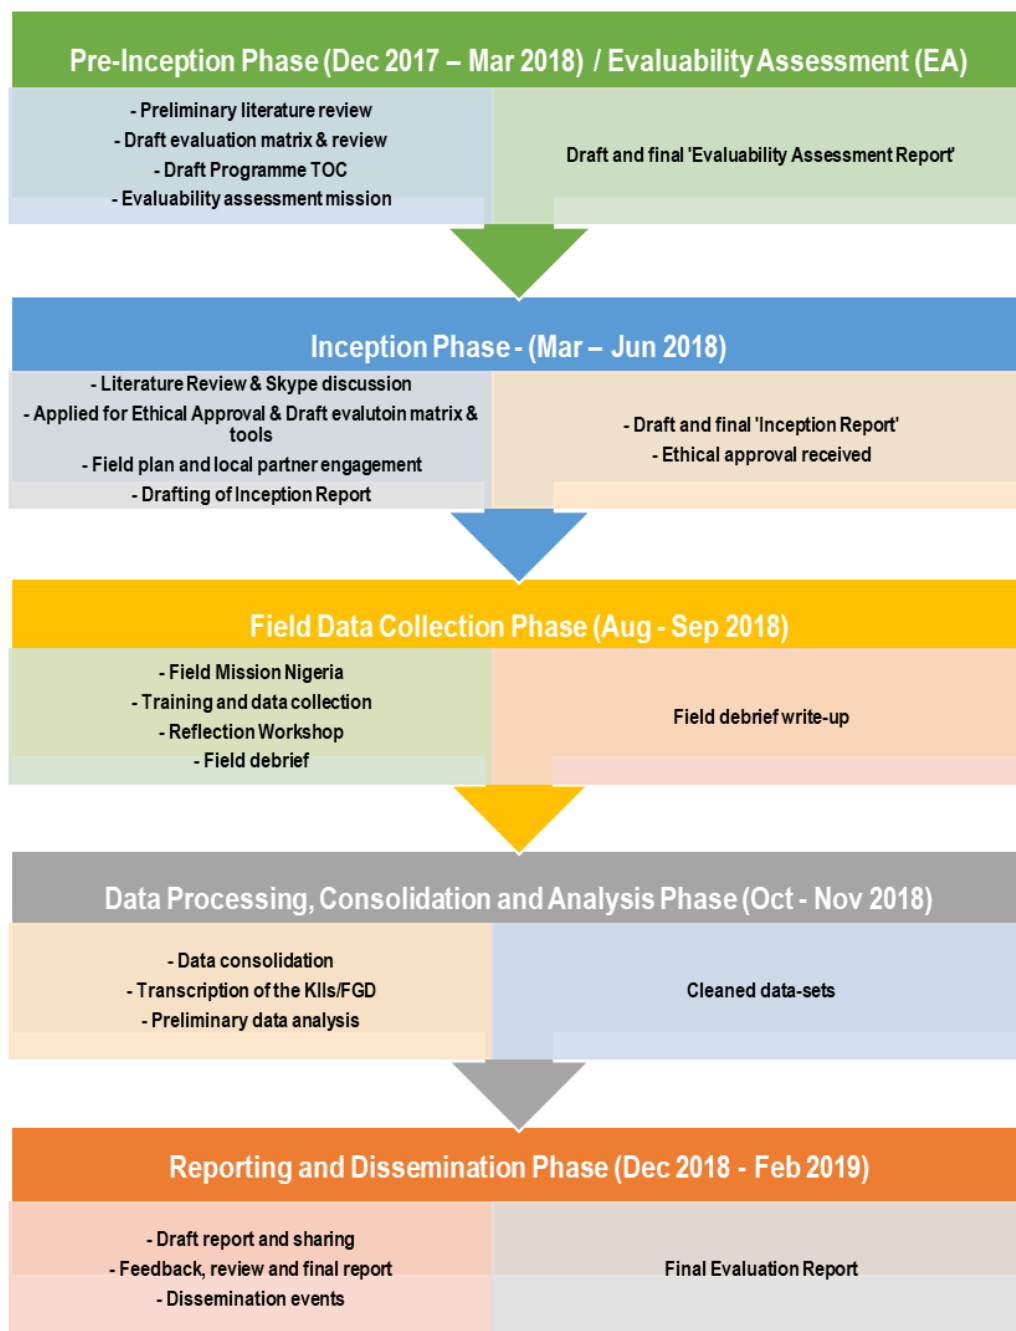 Pre-Inception Phase (Dec 2017 – Mar 2018) / Evaluability Assessment (EA)
- Preliminary literature review
- Draft evaluation matrix & review
- Draft Programme TOC
- Evaluability assessment mission
Draft and final 'Evaluability Assessment Report'
Inception Phase - (Mar – Jun 2018)
- Literature Review & Skype discussion
- Applied for Ethical Approval & Draft evalutoin matrix &
tools
- Field plan and local partner engagement
- Drafting of Inception Report
- Draft and final 'Inception Report'
- Ethical approval received
Field Data Collection Phase (Aug - Sep 2018)
- Field Mission Nigeria
- Training and data collection
- Reflection Workshop
- Field debrief
Field debrief write-up
Data Processing, Consolidation and Analysis Phase (Oct - Nov 2018)
- Data consolidation
- Transcription of the KIIs/FGD
- Preliminary data analysis
Cleaned data-sets
Reporting and Dissemination Phase (Dec 2018 - Feb 2019)
- Draft report and sharing
- Feedback, review and final report
- Dissemination events
Final Evaluation Report